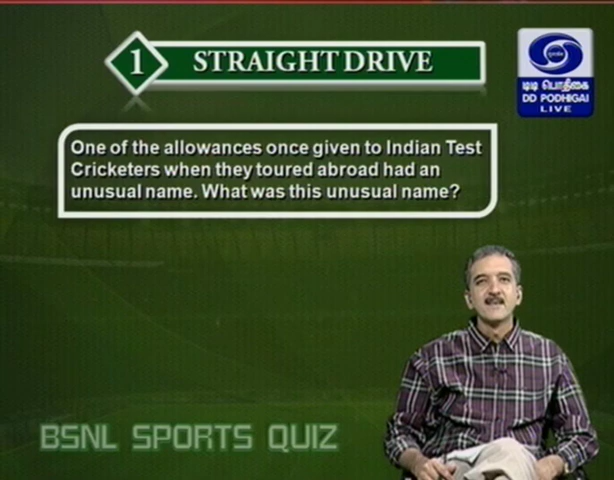 1 STRAIGHT DRIVE
டிடி பொதிகை
DD PODHIGAI
LIVE
One of the allowances once given to Indian Test
Cricketers when they toured abroad had an
unusual name. What was this unusual name?
BSNL SPORTS QUIZ